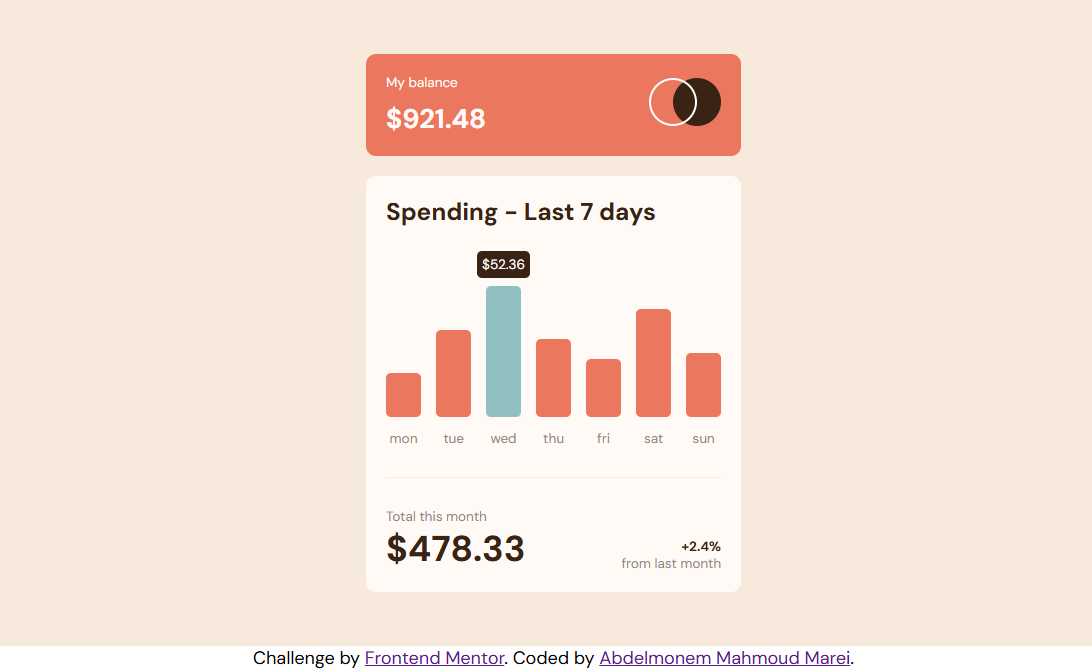 My balance
$921.48
Spending - Last 7 days
$52.36
mon tue wed thu fri sat sun
Total this month
$478.33
+2.4%
from last month
Challenge by Frontend Mentor. Coded by Abdelmonem Mahmoud Marei.